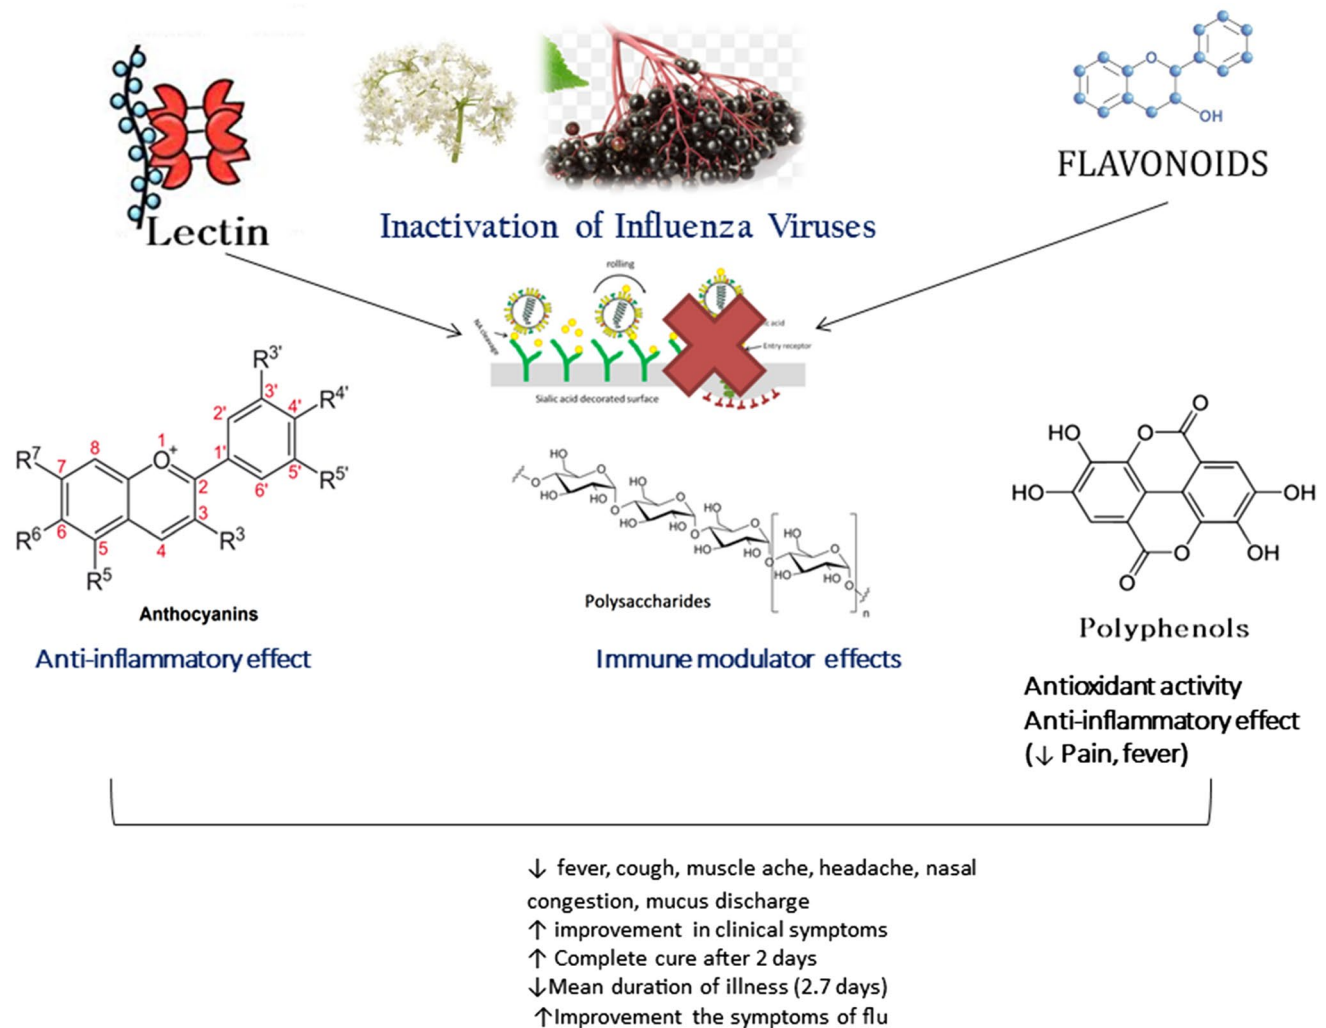 OH
FLAVONOIDS
Lectin
Inactivation of Influenza Viruses
rolling
NA cleavage
acid
Entry receptor
Sialic acid decorated surface
R3'
3'
2'
4'
R4'
1
8
1'
R7
7
O+
5'
R5'
2
6'
3
R6
6
5
4
R3
R5
Anthocyanins
Anti-inflammatory effect
HO
O
O
HO
HO
O
HO
O
O
HO
HO
O
HO
O
O
HO
HO
O
HO
O
HO
HO
O
n
Polysaccharides
Immune modulator effects
O
HO
O
HO
OH
O
OH
O
Polyphenols
Antioxidant activity
Anti-inflammatory effect
(↓ Pain, fever)
↓ fever, cough, muscle ache, headache, nasal
congestion, mucus discharge
↑ improvement in clinical symptoms
↑ Complete cure after 2 days
↓Mean duration of illness (2.7 days)
↑Improvement the symptoms of flu